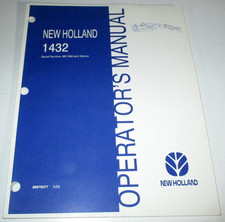 NEW HOLLAND
1432
OPERATOR'S MANUAL
NEW HOLLAND